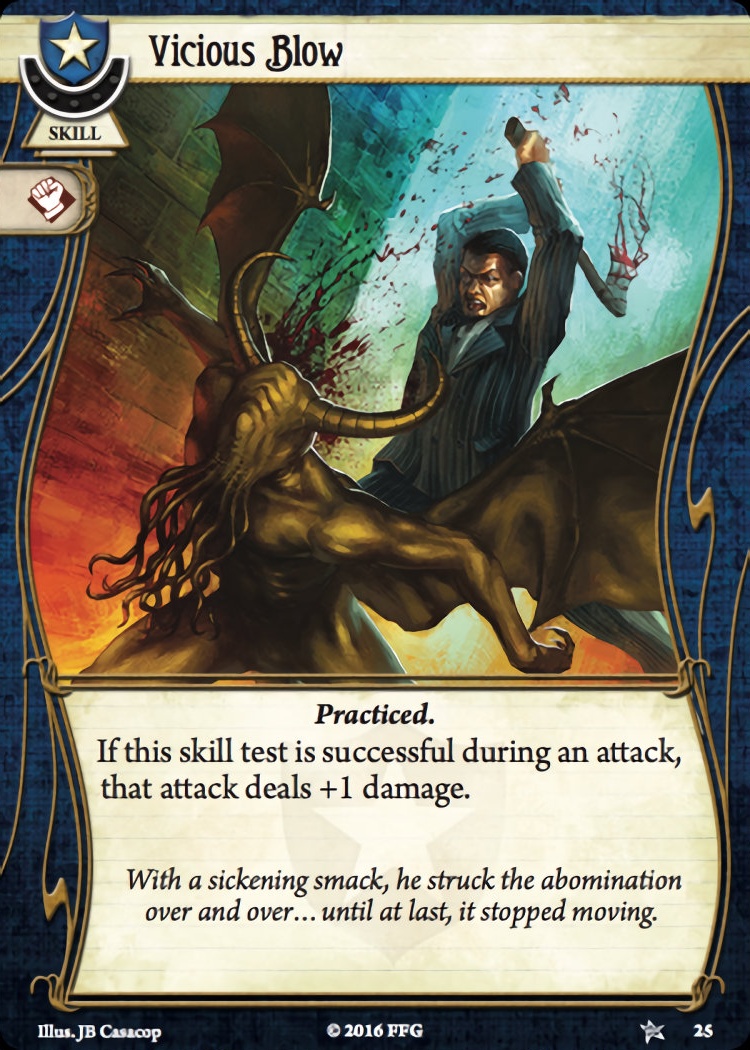 Vicious Blow
SKILL
Practiced.
If this skill test is successful during an attack,
that attack deals +1 damage.
With a sickening smack, he struck the abomination
over and over… until at last, it stopped moving.
Illus. JB Casacop
© 2016 FFG
25